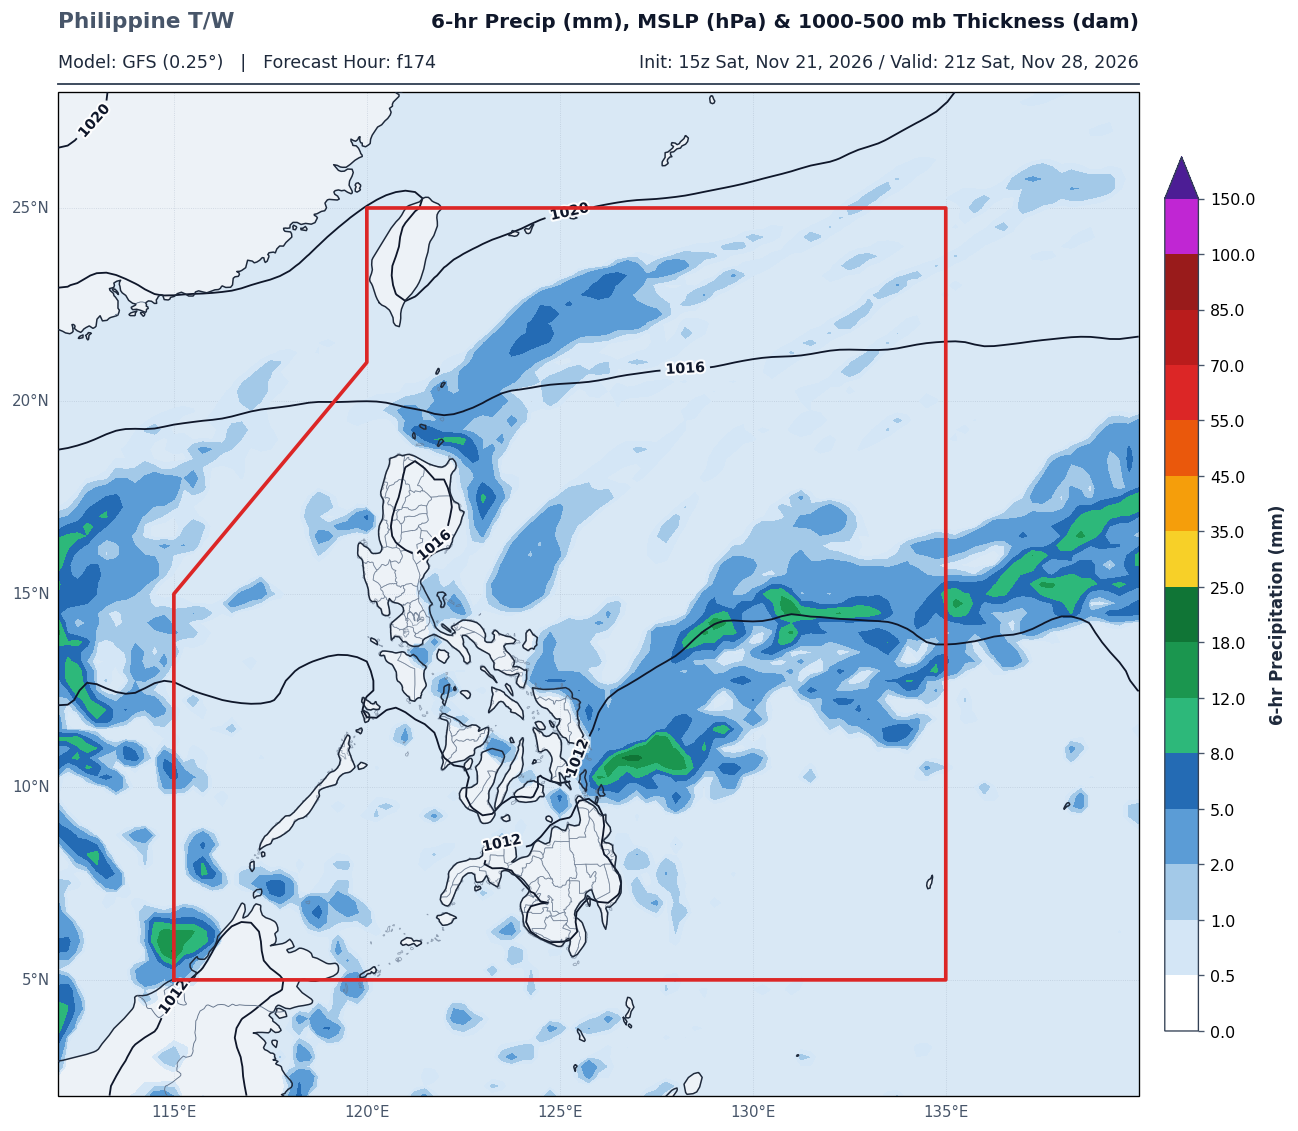 Philippine T/W
6-hr Precip (mm), MSLP (hPa) & 1000-500 mb Thickness (dam)
Model: GFS (0.25°) | Forecast Hour: f174
Init: 15z Sat, Nov 21, 2026 / Valid: 21z Sat, Nov 28, 2026
1020
1020
1016
1016
1012
1012
1012
25°N
20°N
15°N
10°N
5°N
115°E
120°E
125°E
130°E
135°E
150.0
100.0
85.0
70.0
55.0
45.0
35.0
25.0
18.0
12.0
8.0
5.0
2.0
1.0
0.5
0.0
6-hr Precipitation (mm)